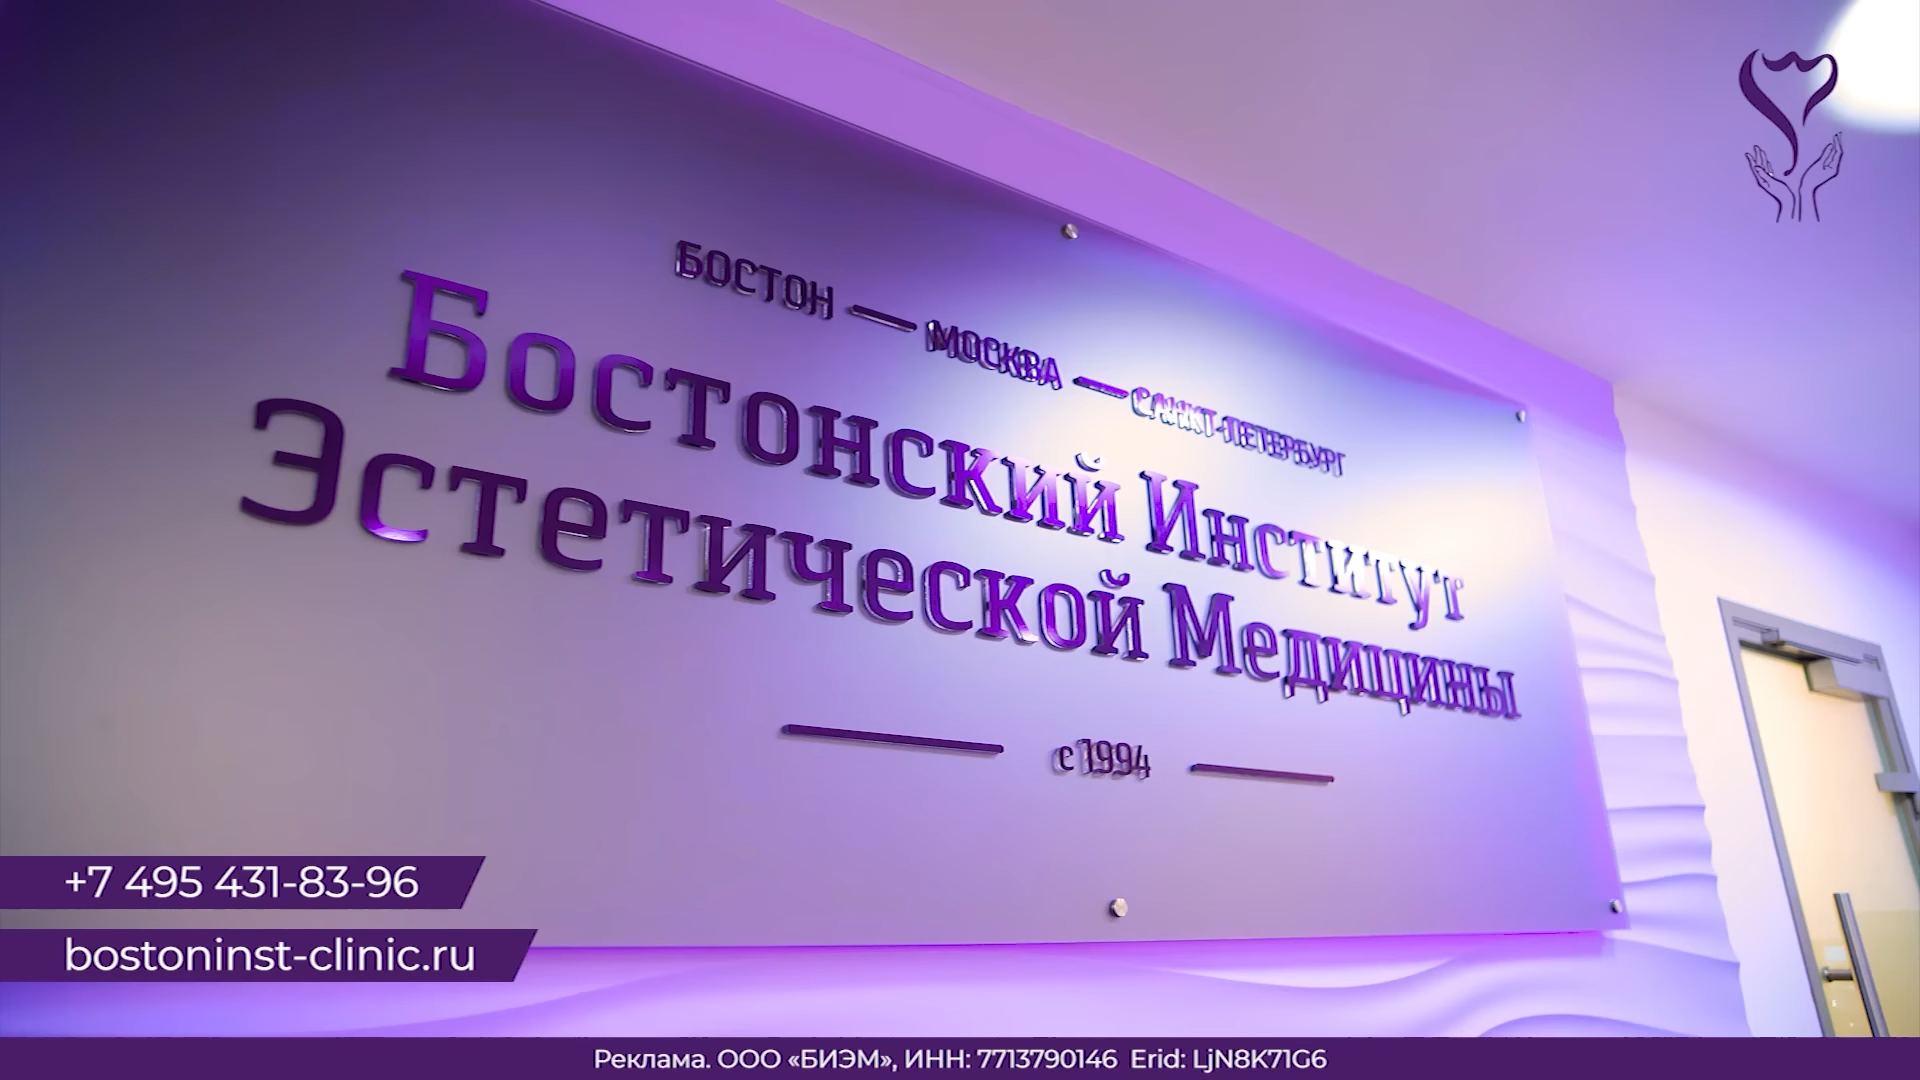 БОСТОН — МОСКВА — САНКТ-ПЕТЕРБУРГ
Бостонский Институт
Эстетической Медицины
с 1994
+7 495 431-83-96
bostoninst-clinic.ru
Реклама. ООО «БИЭМ», ИНН: 7713790146 Erid: LjN8K71G6